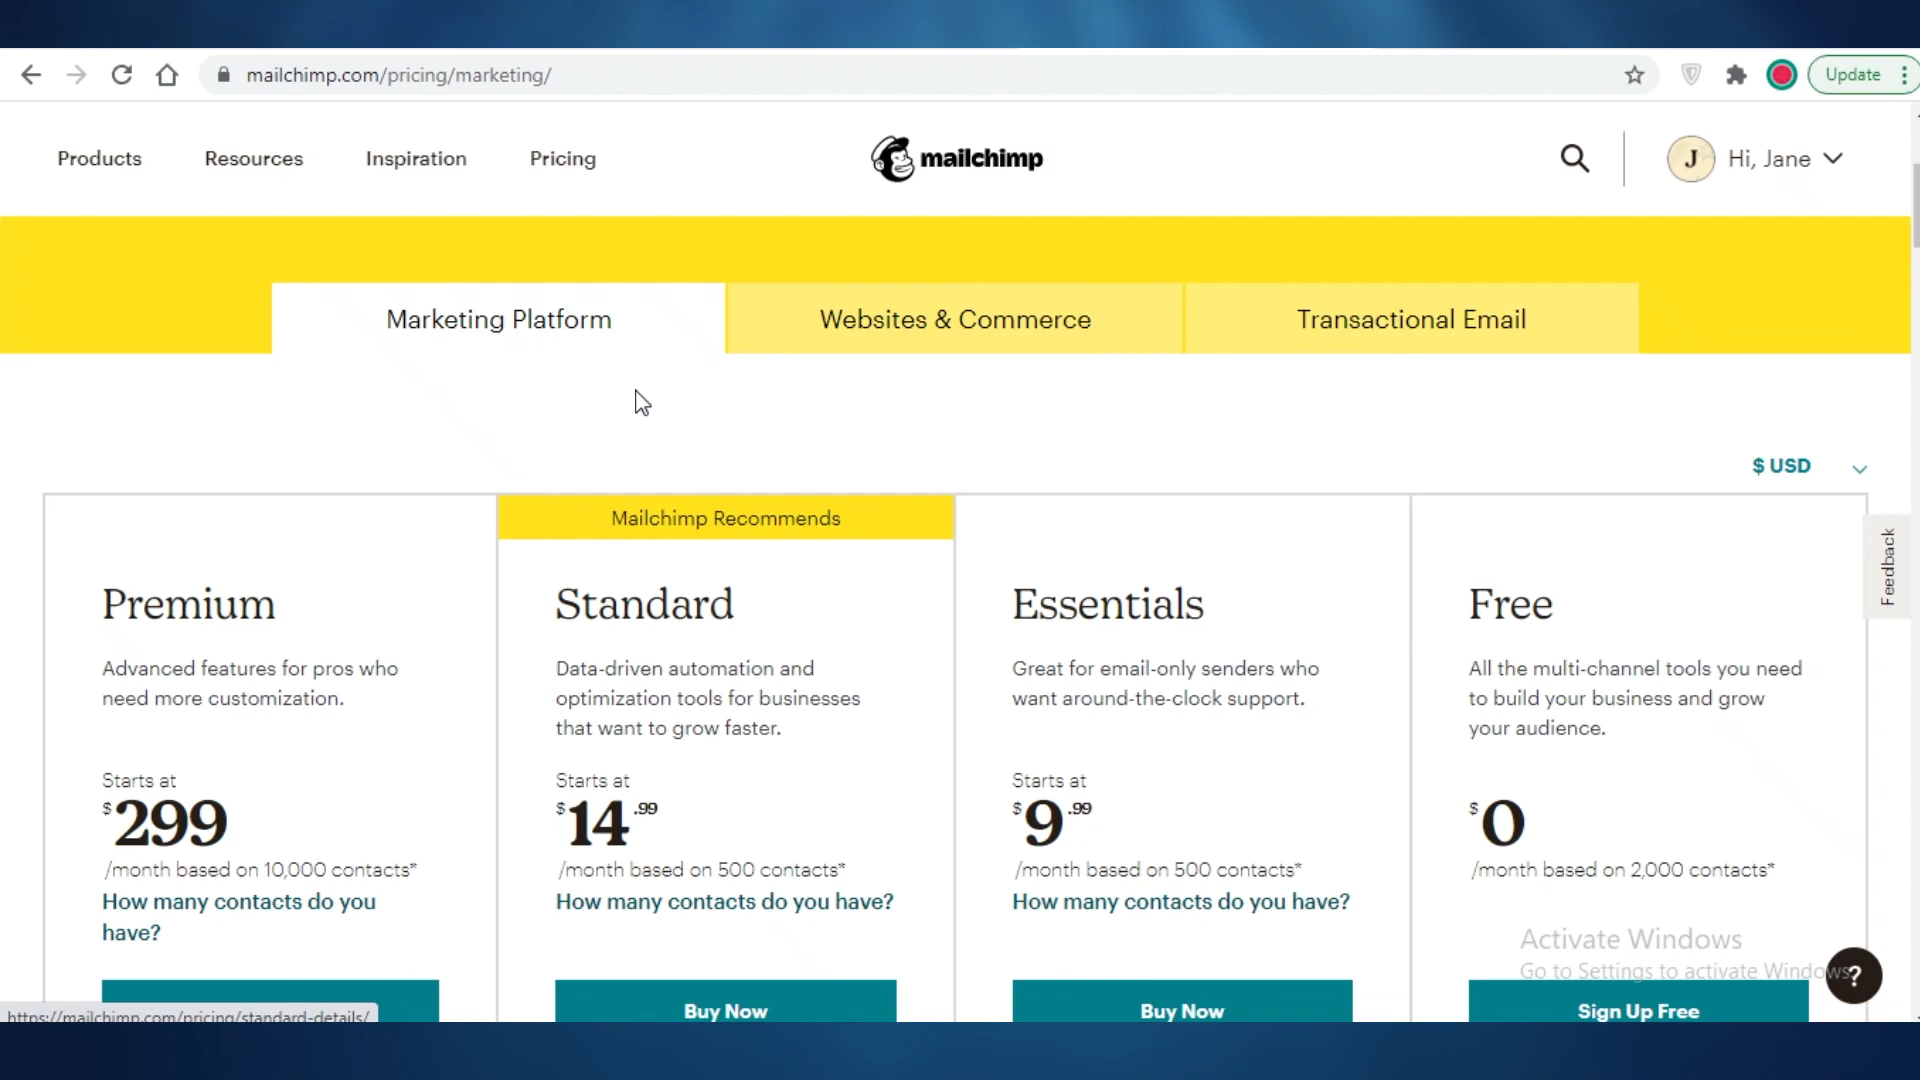 mailchimp.com/pricing/marketing/
Update
Products
Resources
Inspiration
Pricing
mailchimp
J
Hi, Jane
Marketing Platform
Websites & Commerce
Transactional Email
$ USD
Mailchimp Recommends
Premium
Advanced features for pros who
need more customization.
Starts at
$299
/month based on 10,000 contacts*
How many contacts do you
have?
Standard
Data-driven automation and
optimization tools for businesses
that want to grow faster.
Starts at
$14.99
/month based on 500 contacts*
How many contacts do you have?
Buy Now
Essentials
Great for email-only senders who
want around-the-clock support.
Starts at
$9.99
/month based on 500 contacts*
How many contacts do you have?
Buy Now
Free
All the multi-channel tools you need
to build your business and grow
your audience.
$0
/month based on 2,000 contacts*
Sign Up Free
Feedback
Activate Windows
Go to Settings to activate Windows.
?
https://mailchimp.com/pricing/standard-details/